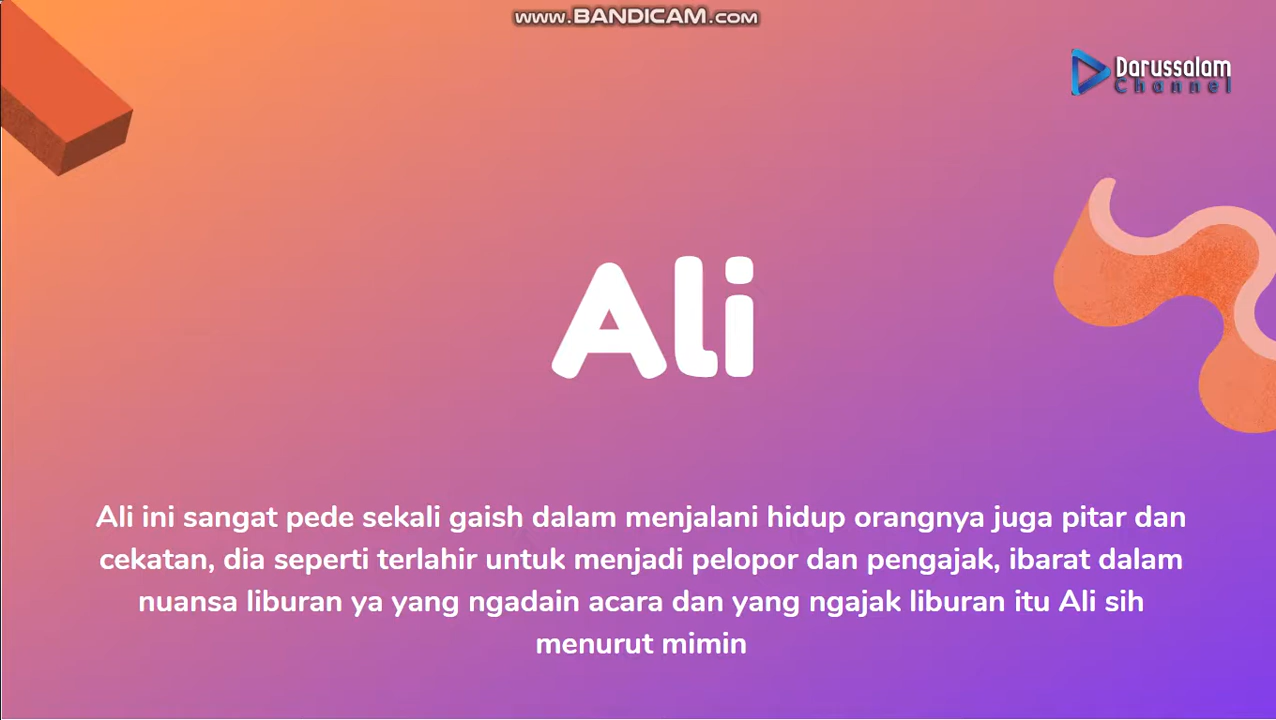 www.BANDICAM.com
Darussalam
Channel
Ali
Ali ini sangat pede sekali gaish dalam menjalani hidup orangnya juga pitar dan
cekatan, dia seperti terlahir untuk menjadi pelopor dan pengajak, ibarat dalam
nuansa liburan ya yang ngadain acara dan yang ngajak liburan itu Ali sih
menurut mimin